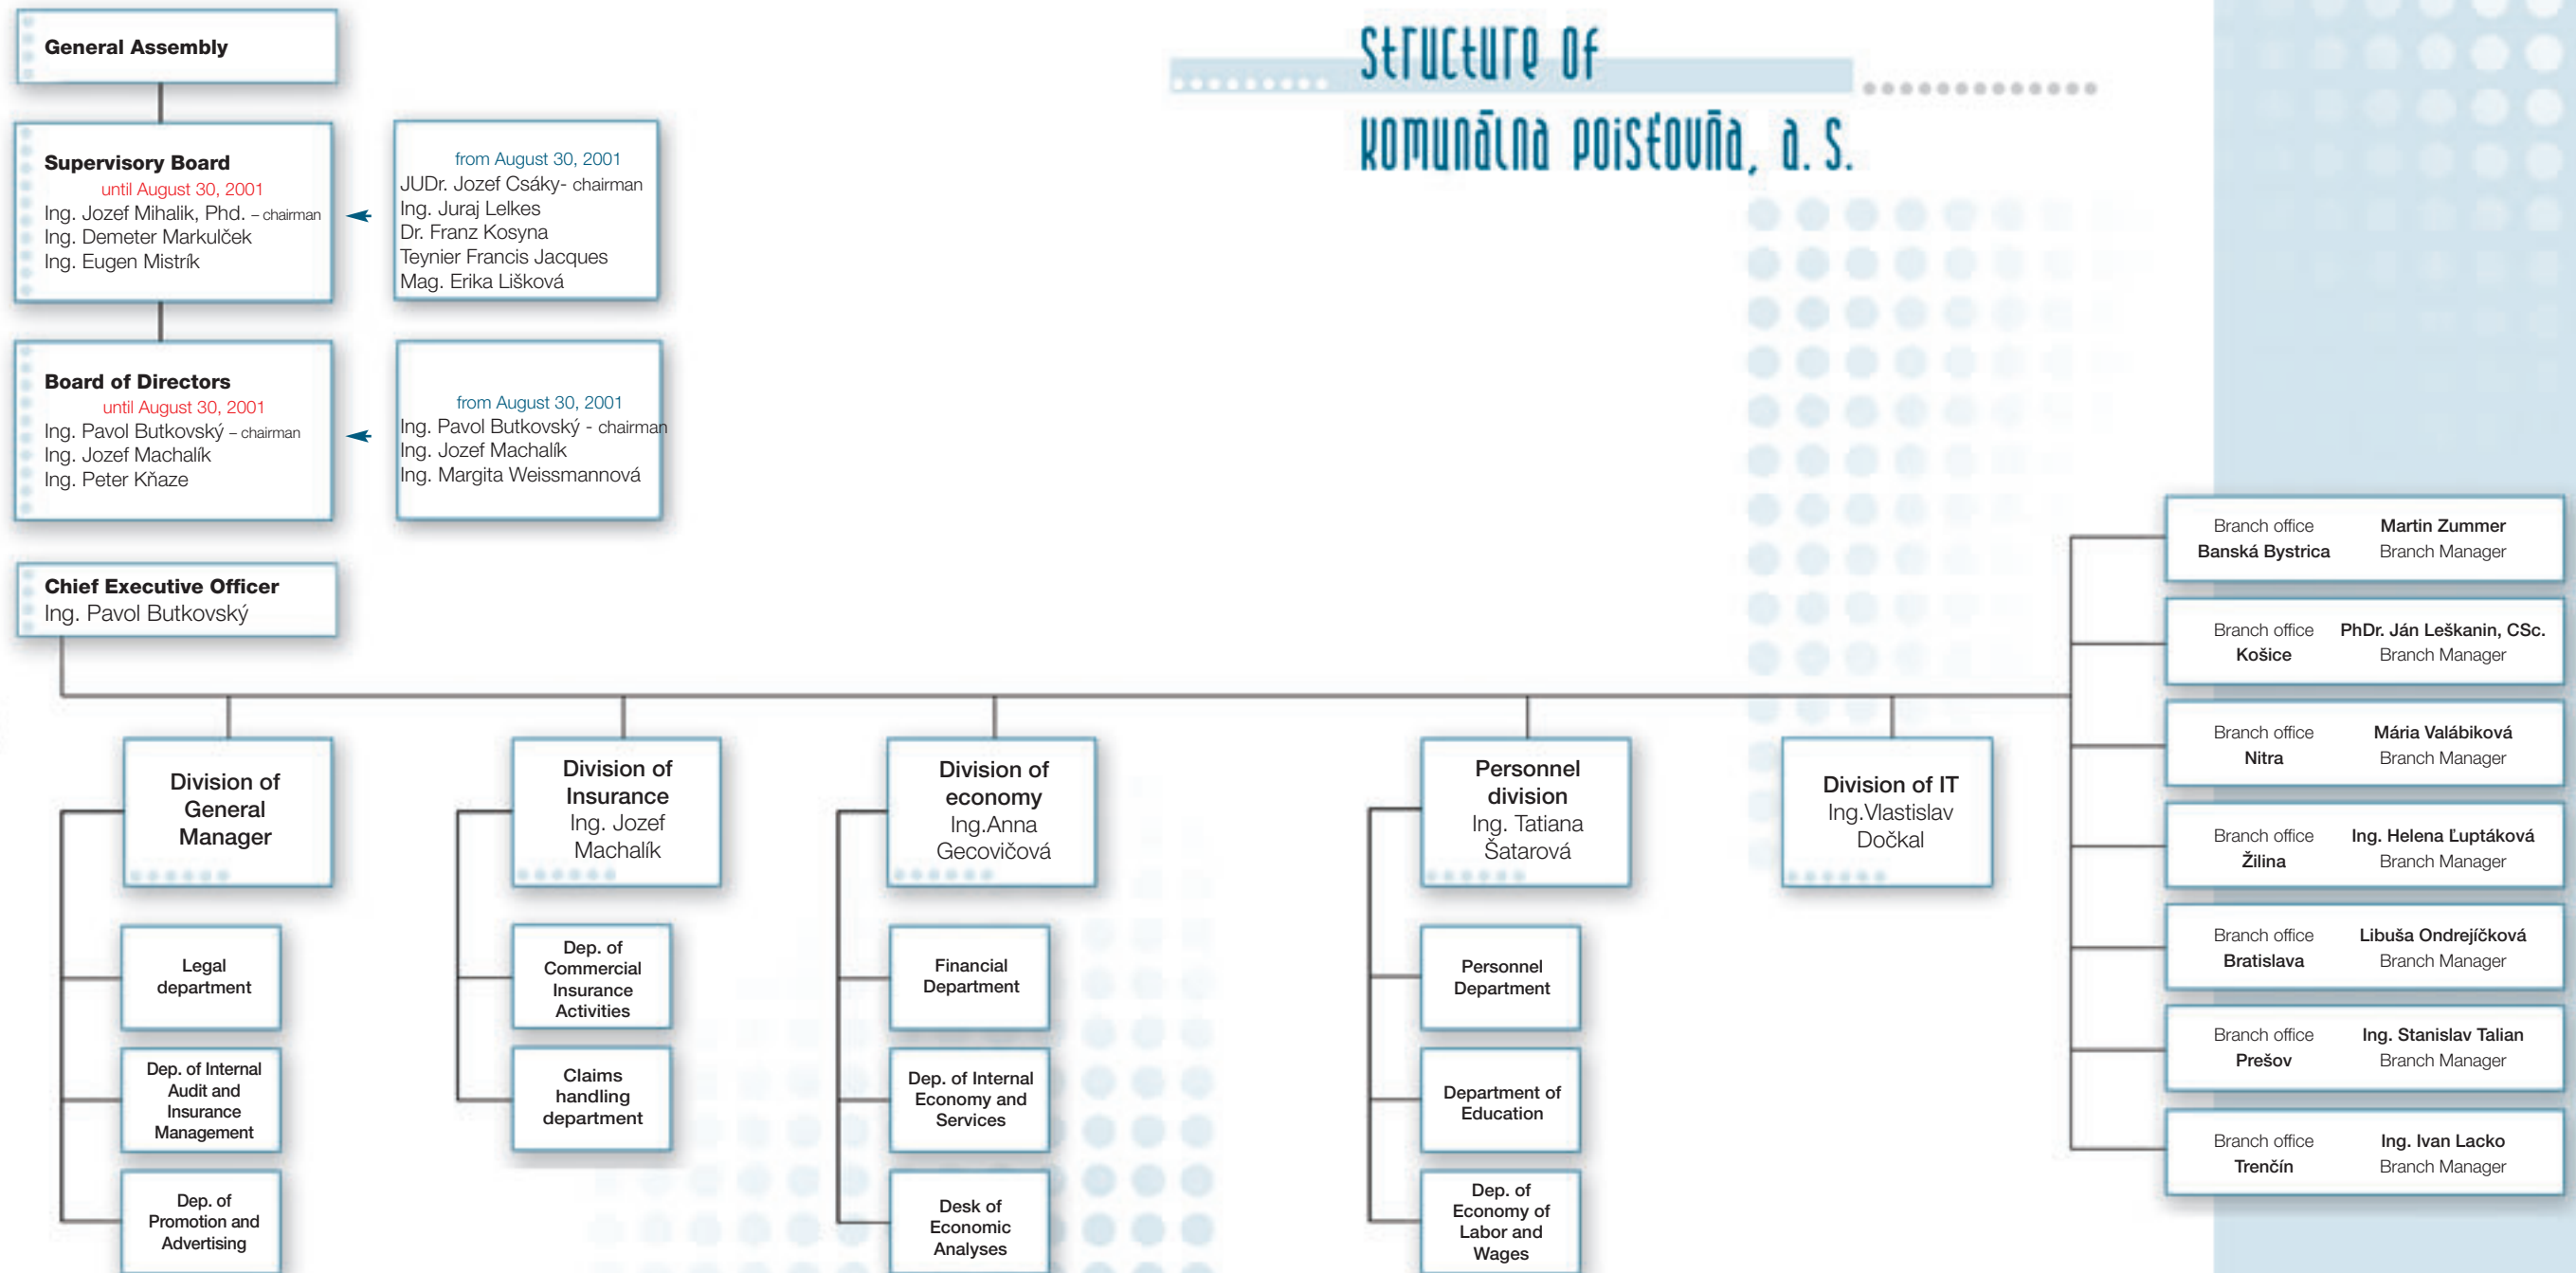 Structure of
Komunálna poisťovňa, a. s.
General Assembly
Supervisory Board
until August 30, 2001
Ing. Jozef Mihalik, Phd. – chairman
Ing. Demeter Markulček
Ing. Eugen Mistrík
from August 30, 2001
JUDr. Jozef Csáky- chairman
Ing. Juraj Lelkes
Dr. Franz Kosyna
Teynier Francis Jacques
Mag. Erika Lišková
Board of Directors
until August 30, 2001
Ing. Pavol Butkovský – chairman
Ing. Jozef Machalík
Ing. Peter Kňaze
from August 30, 2001
Ing. Pavol Butkovský - chairman
Ing. Jozef Machalík
Ing. Margita Weissmannová
Chief Executive Officer
Ing. Pavol Butkovský
Division of
General
Manager
Legal
department
Dep. of Internal
Audit and
Insurance
Management
Dep. of
Promotion and
Advertising
Division of
Insurance
Ing. Jozef
Machalík
Dep. of
Commercial
Insurance
Activities
Claims
handling
department
Division of
economy
Ing.Anna
Gecovičová
Financial
Department
Dep. of Internal
Economy and
Services
Desk of
Economic
Analyses
Personnel
division
Ing. Tatiana
Šatarová
Personnel
Department
Department of
Education
Dep. of
Economy of
Labor and
Wages
Division of IT
Ing.Vlastislav
Dočkal
Branch office Martin Zummer
Banská Bystrica Branch Manager
Branch office PhDr. Ján Leškanin, CSc.
Košice Branch Manager
Branch office Mária Valábiková
Nitra Branch Manager
Branch office Ing. Helena Ľuptáková
Žilina Branch Manager
Branch office Libuša Ondrejíčková
Bratislava Branch Manager
Branch office Ing. Stanislav Talian
Prešov Branch Manager
Branch office Ing. Ivan Lacko
Trenčín Branch Manager